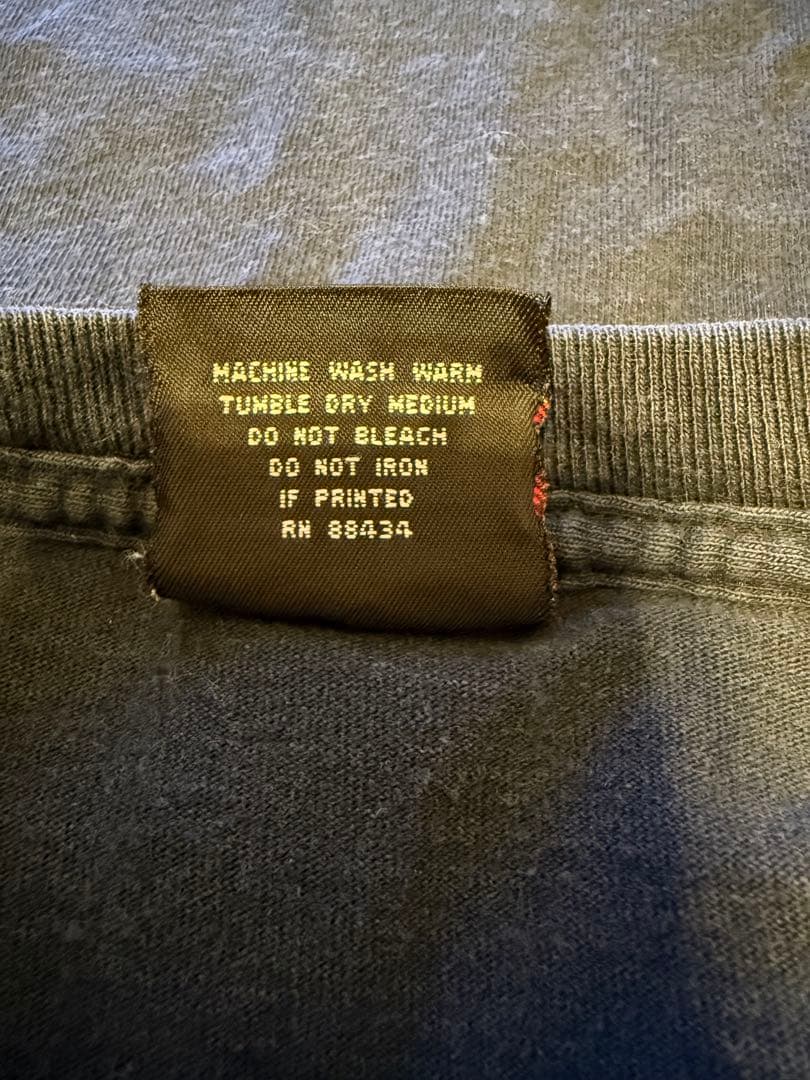 MACHINE WASH WARM
TUMBLE DRY MEDIUM
DO NOT BLEACH
DO NOT IRON
IF PRINTED
RN 88434